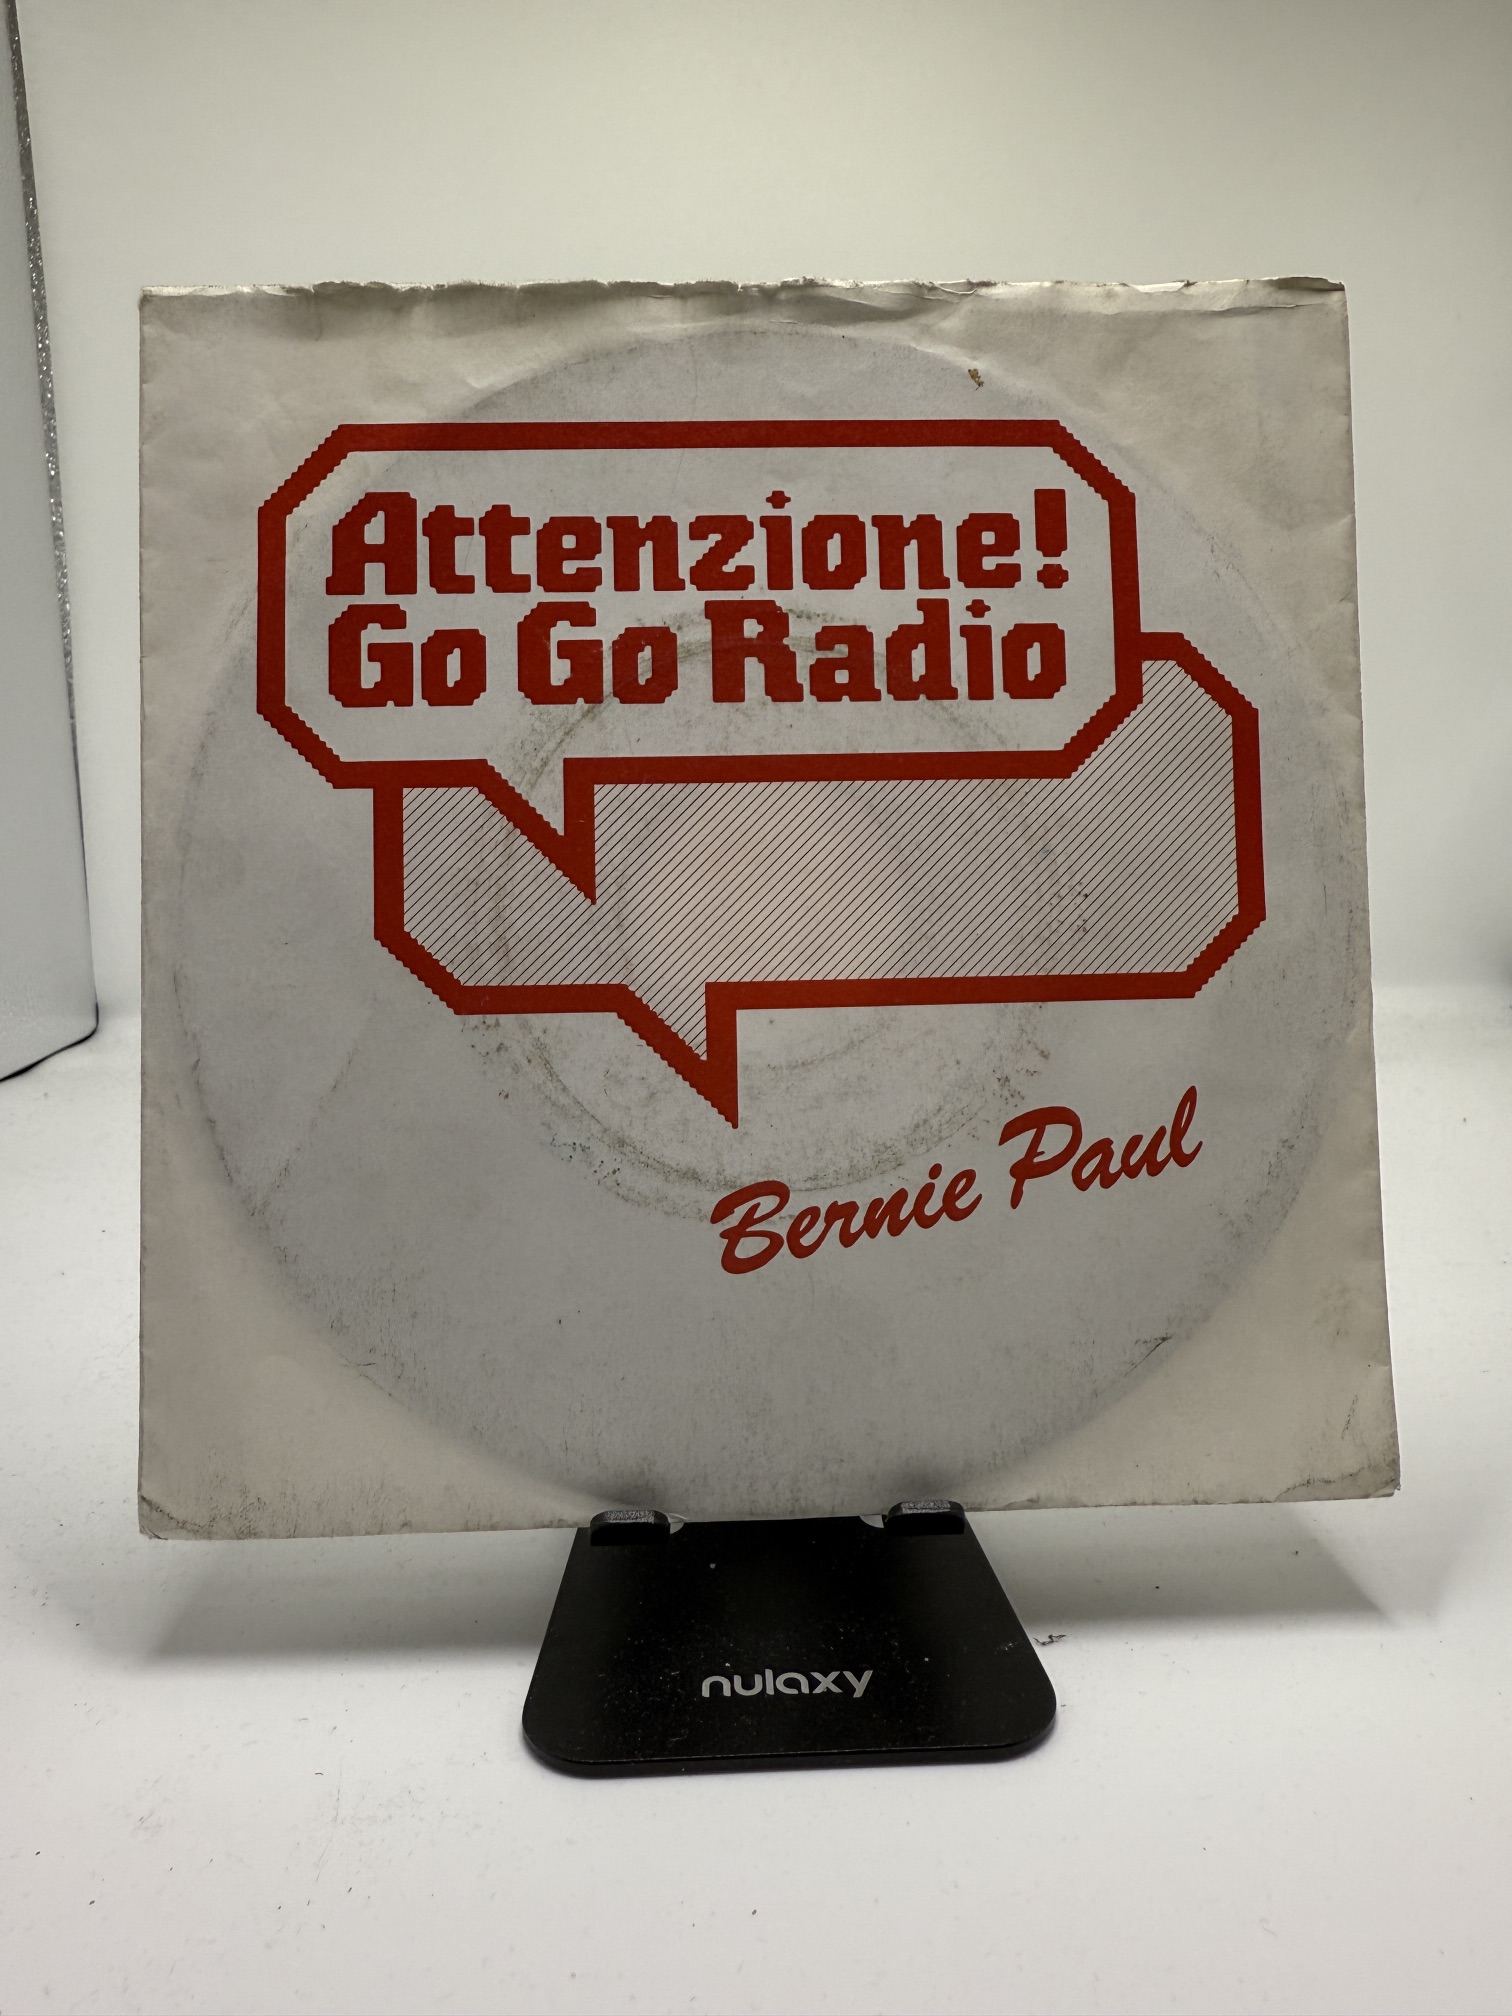 Attenzione!
Go Go Radio
Bernie Paul
nulaxy